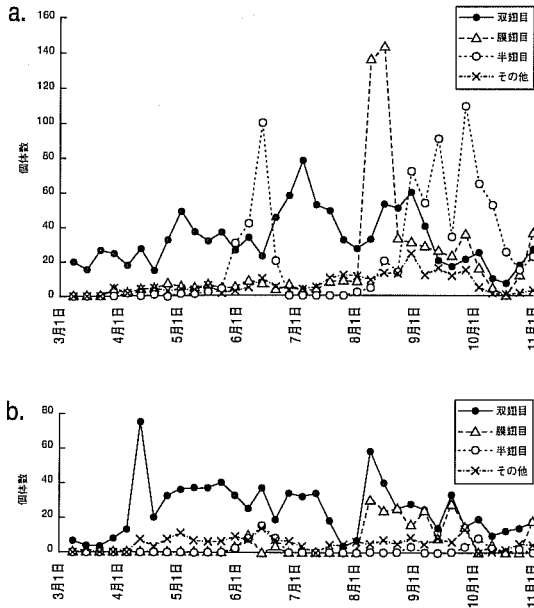 a.
160
140
120
100
80
60
40
20
0
個体数
双翅目
膜翅目
半翅目
その他
3月1日
4月1日
5月1日
6月1日
7月1日
8月1日
9月1日
10月1日
11月1日
b.
80
60
40
20
0
個体数
双翅目
膜翅目
半翅目
その他
3月1日
4月1日
5月1日
6月1日
7月1日
8月1日
9月1日
10月1日
11月1日